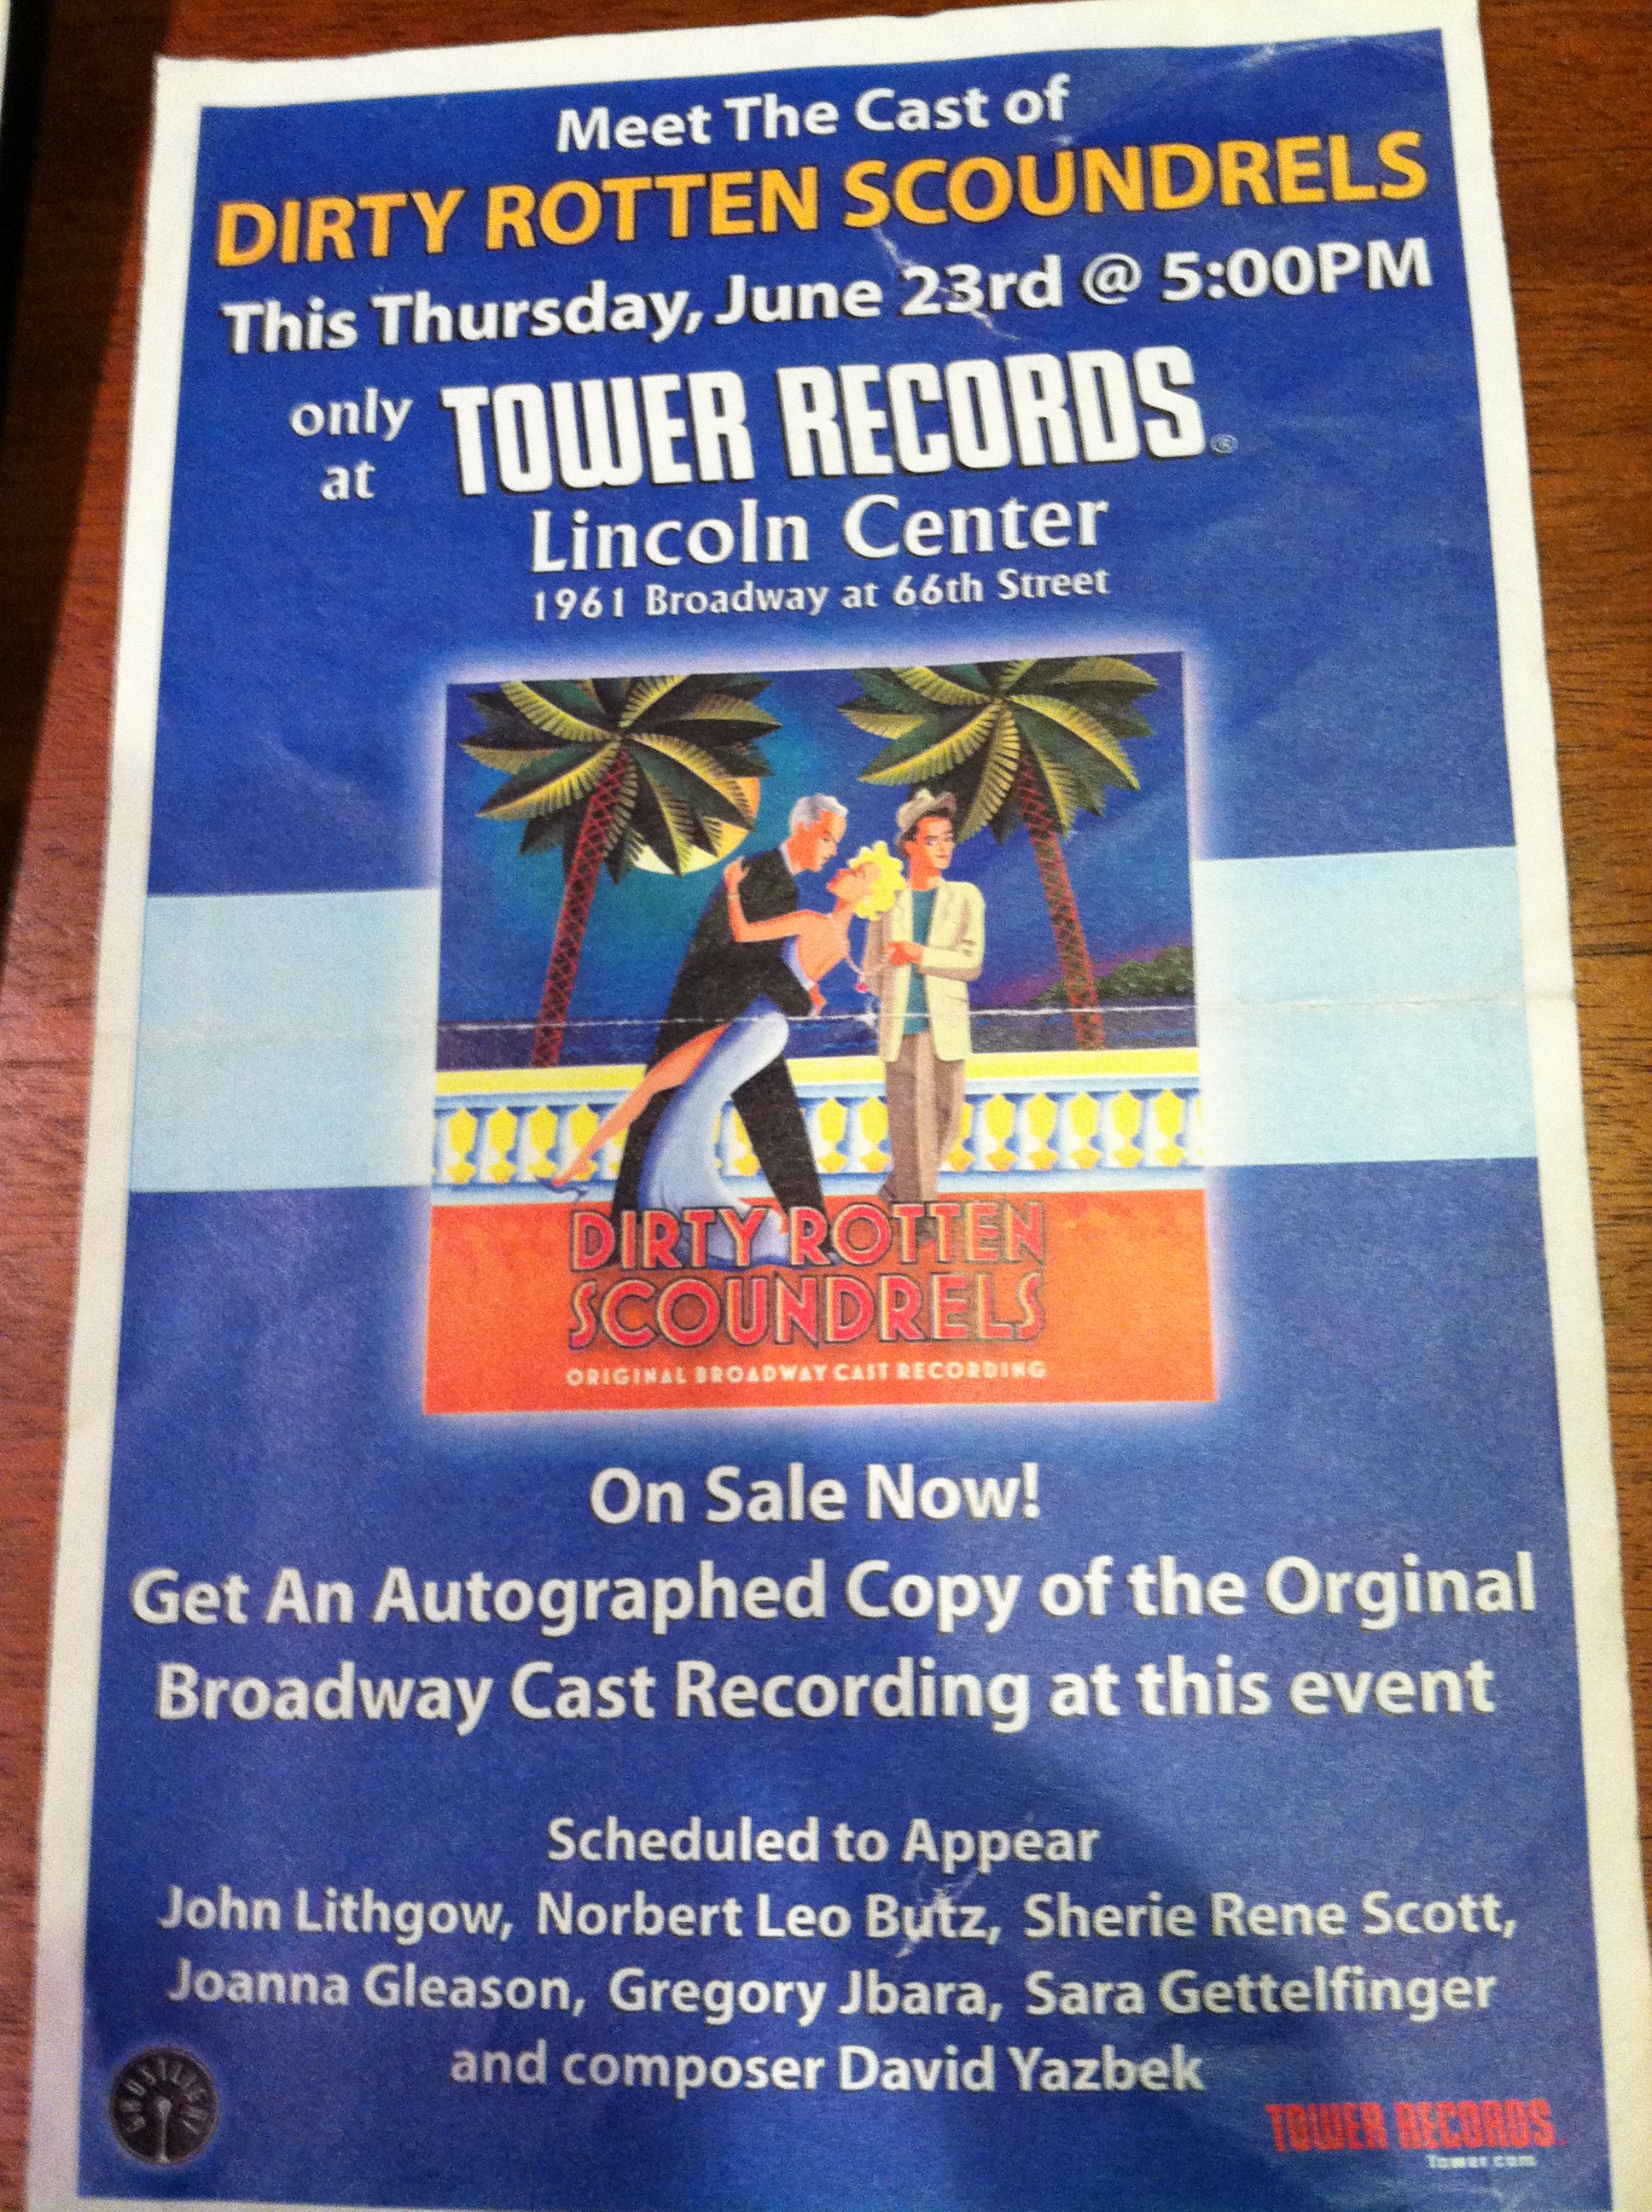 Meet The Cast of
DIRTY ROTTEN SCOUNDRELS
This Thursday, June 23rd @ 5:00PM
only at TOWER RECORDS®
Lincoln Center
1961 Broadway at 66th Street
DIRTY ROTTEN
SCOUNDRELS
ORIGINAL BROADWAY CAST RECORDING
On Sale Now!
Get An Autographed Copy of the Orginal
Broadway Cast Recording at this event
Scheduled to Appear
John Lithgow, Norbert Leo Butz, Sherie Rene Scott,
Joanna Gleason, Gregory Jbara, Sara Gettelfinger
and composer David Yazbek
GHOSTLIGHT
TOWER RECORDS
Tower.com